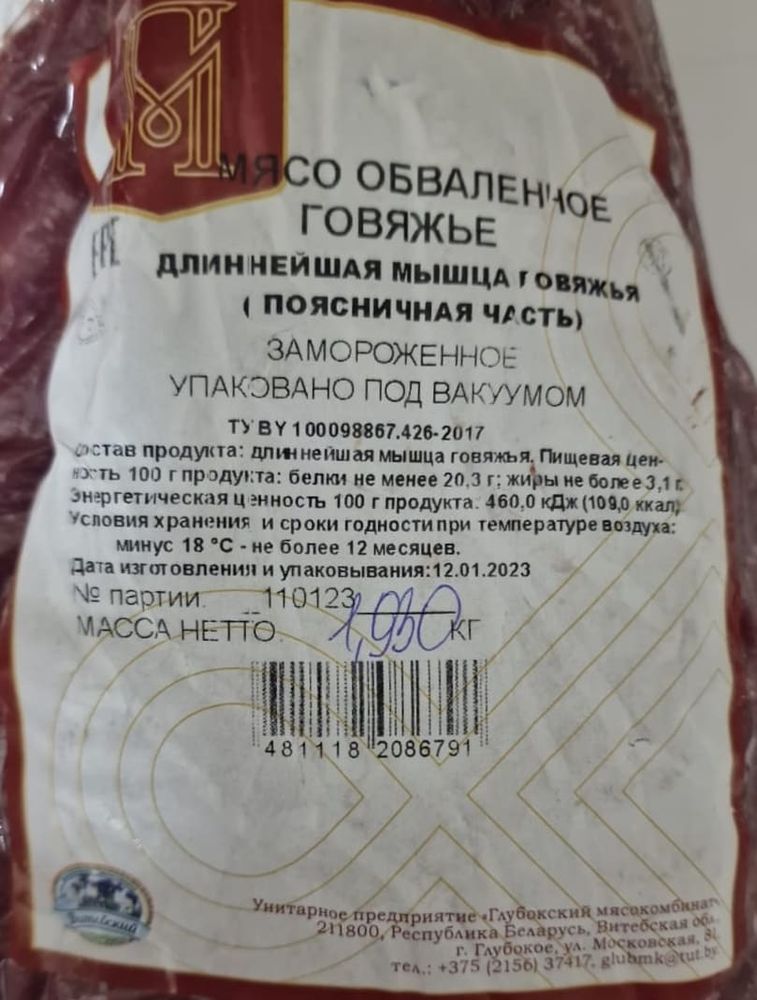 МЯСО ОБВАЛЕННОЕ
ГОВЯЖЬЕ
ДЛИННЕЙШАЯ МЫШЦА ГОВЯЖЬЯ
( ПОЯСНИЧНАЯ ЧАСТЬ)
ЗАМОРОЖЕННОЕ
УПАКОВАНО ПОД ВАКУУМОМ
ТУ BY 100098867.426-2017
Состав продукта: длиннейшая мышца говяжья. Пищевая цен-
ность 100 г продукта: белки не менее 20,3 г; жиры не более 3,1 г.
Энергетическая ценность 100 г продукта: 460,0 кДж (109,0 ккал)
Условия хранения и сроки годности при температуре воздуха:
минус 18 °С - не более 12 месяцев.
Дата изготовления и упаковывания:12.01.2023
№ партии. __110123
МАССА НЕТТО 1,930 КГ
481118 2086791
Унитарное предприятие «Глубокский мясокомбинат
211800, Республика Беларусь, Витебская обл.
г. Глубокое, ул. Московская,
тел.: +375 (2156) 37417, glubmk@tut.by